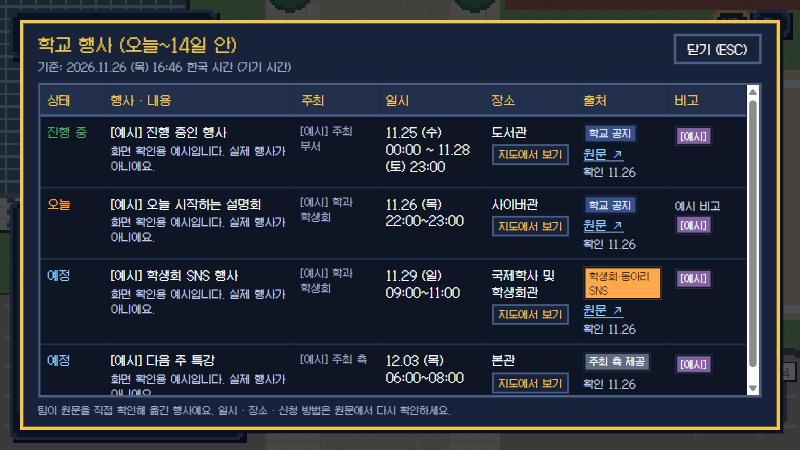 학교 행사 (오늘~14일 안)
닫기 (ESC)
기준: 2026.11.26 (목) 16:46 한국 시간 (기기 시간)
상태 행사 · 내용 주최 일시 장소 출처 비고
진행 중 [예시] 진행 중인 행사 [예시] 주최 11.25 (수) 도서관 학교 공지 [예시]
화면 확인용 예시입니다. 실제 행사가 부서 00:00 ~ 11.28 지도에서 보기 원문 ↗
아니에요. (토) 23:00 확인 11.26
오늘 [예시] 오늘 시작하는 설명회 [예시] 학과 11.26 (목) 사이버관 학교 공지 예시 비고
화면 확인용 예시입니다. 실제 행사가 학생회 22:00~23:00 지도에서 보기 원문 ↗ [예시]
아니에요. 확인 11.26
예정 [예시] 학생회 SNS 행사 [예시] 학과 11.29 (일) 국제학사 및 학생회·동아리 [예시]
화면 확인용 예시입니다. 실제 행사가 학생회 09:00~11:00 학생회관 SNS
아니에요. 지도에서 보기 원문 ↗
확인 11.26
예정 [예시] 다음 주 특강 [예시] 주최 측 12.03 (목) 본관 주최 측 제공 [예시]
화면 확인용 예시입니다. 실제 행사가 06:00~08:00 지도에서 보기 확인 11.26
아니에요.
팀이 원문을 직접 확인해 옮긴 행사예요. 일시 · 장소 · 신청 방법은 원문에서 다시 확인하세요.